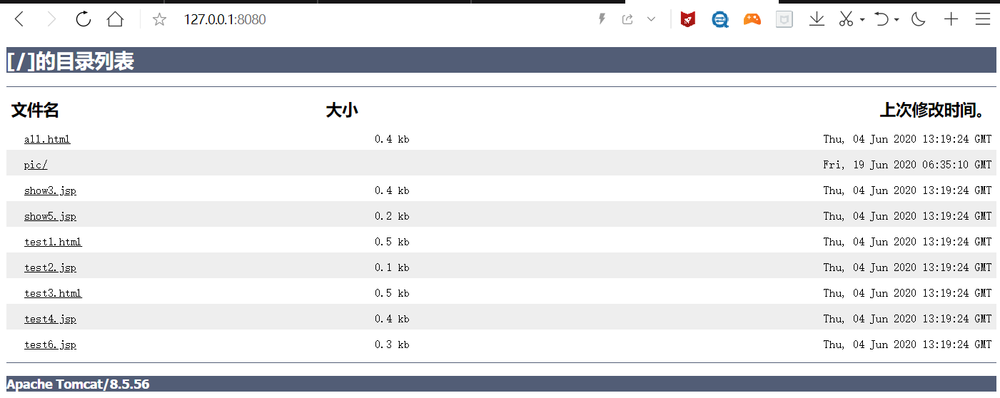 127.0.0.1:8080
[/]的目录列表
文件名 大小 上次修改时间。
all.html 0.4 kb Thu, 04 Jun 2020 13:19:24 GMT
pic/ Fri, 19 Jun 2020 06:35:10 GMT
show3.jsp 0.4 kb Thu, 04 Jun 2020 13:19:24 GMT
show5.jsp 0.2 kb Thu, 04 Jun 2020 13:19:24 GMT
test1.html 0.5 kb Thu, 04 Jun 2020 13:19:24 GMT
test2.jsp 0.1 kb Thu, 04 Jun 2020 13:19:24 GMT
test3.html 0.5 kb Thu, 04 Jun 2020 13:19:24 GMT
test4.jsp 0.4 kb Thu, 04 Jun 2020 13:19:24 GMT
test6.jsp 0.3 kb Thu, 04 Jun 2020 13:19:24 GMT
Apache Tomcat/8.5.56